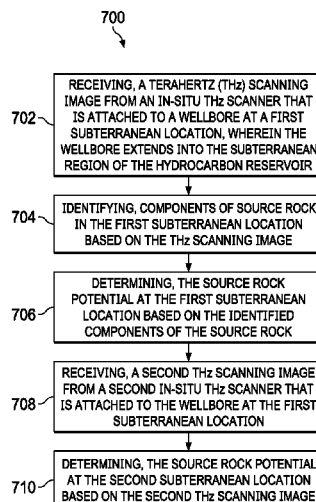 700
702
RECEIVING, A TERAHERTZ (THz) SCANNING
IMAGE FROM AN IN-SITU THz SCANNER THAT
IS ATTACHED TO A WELLBORE AT A FIRST
SUBTERRANEAN LOCATION, WHEREIN THE
WELLBORE EXTENDS INTO THE SUBTERRANEAN
REGION OF THE HYDROCARBON RESERVOIR
704
IDENTIFYING, COMPONENTS OF SOURCE ROCK
IN THE FIRST SUBTERRANEAN LOCATION
BASED ON THE THz SCANNING IMAGE
706
DETERMINING, THE SOURCE ROCK
POTENTIAL AT THE FIRST SUBTERRANEAN
LOCATION BASED ON THE IDENTIFIED
COMPONENTS OF THE SOURCE ROCK
708
RECEIVING, A SECOND THz SCANNING IMAGE
FROM A SECOND IN-SITU THz SCANNER THAT
IS ATTACHED TO THE WELLBORE AT THE FIRST
SUBTERRANEAN LOCATION
710
DETERMINING, THE SOURCE ROCK POTENTIAL
AT THE SECOND SUBTERRANEAN LOCATION
BASED ON THE SECOND THz SCANNING IMAGE